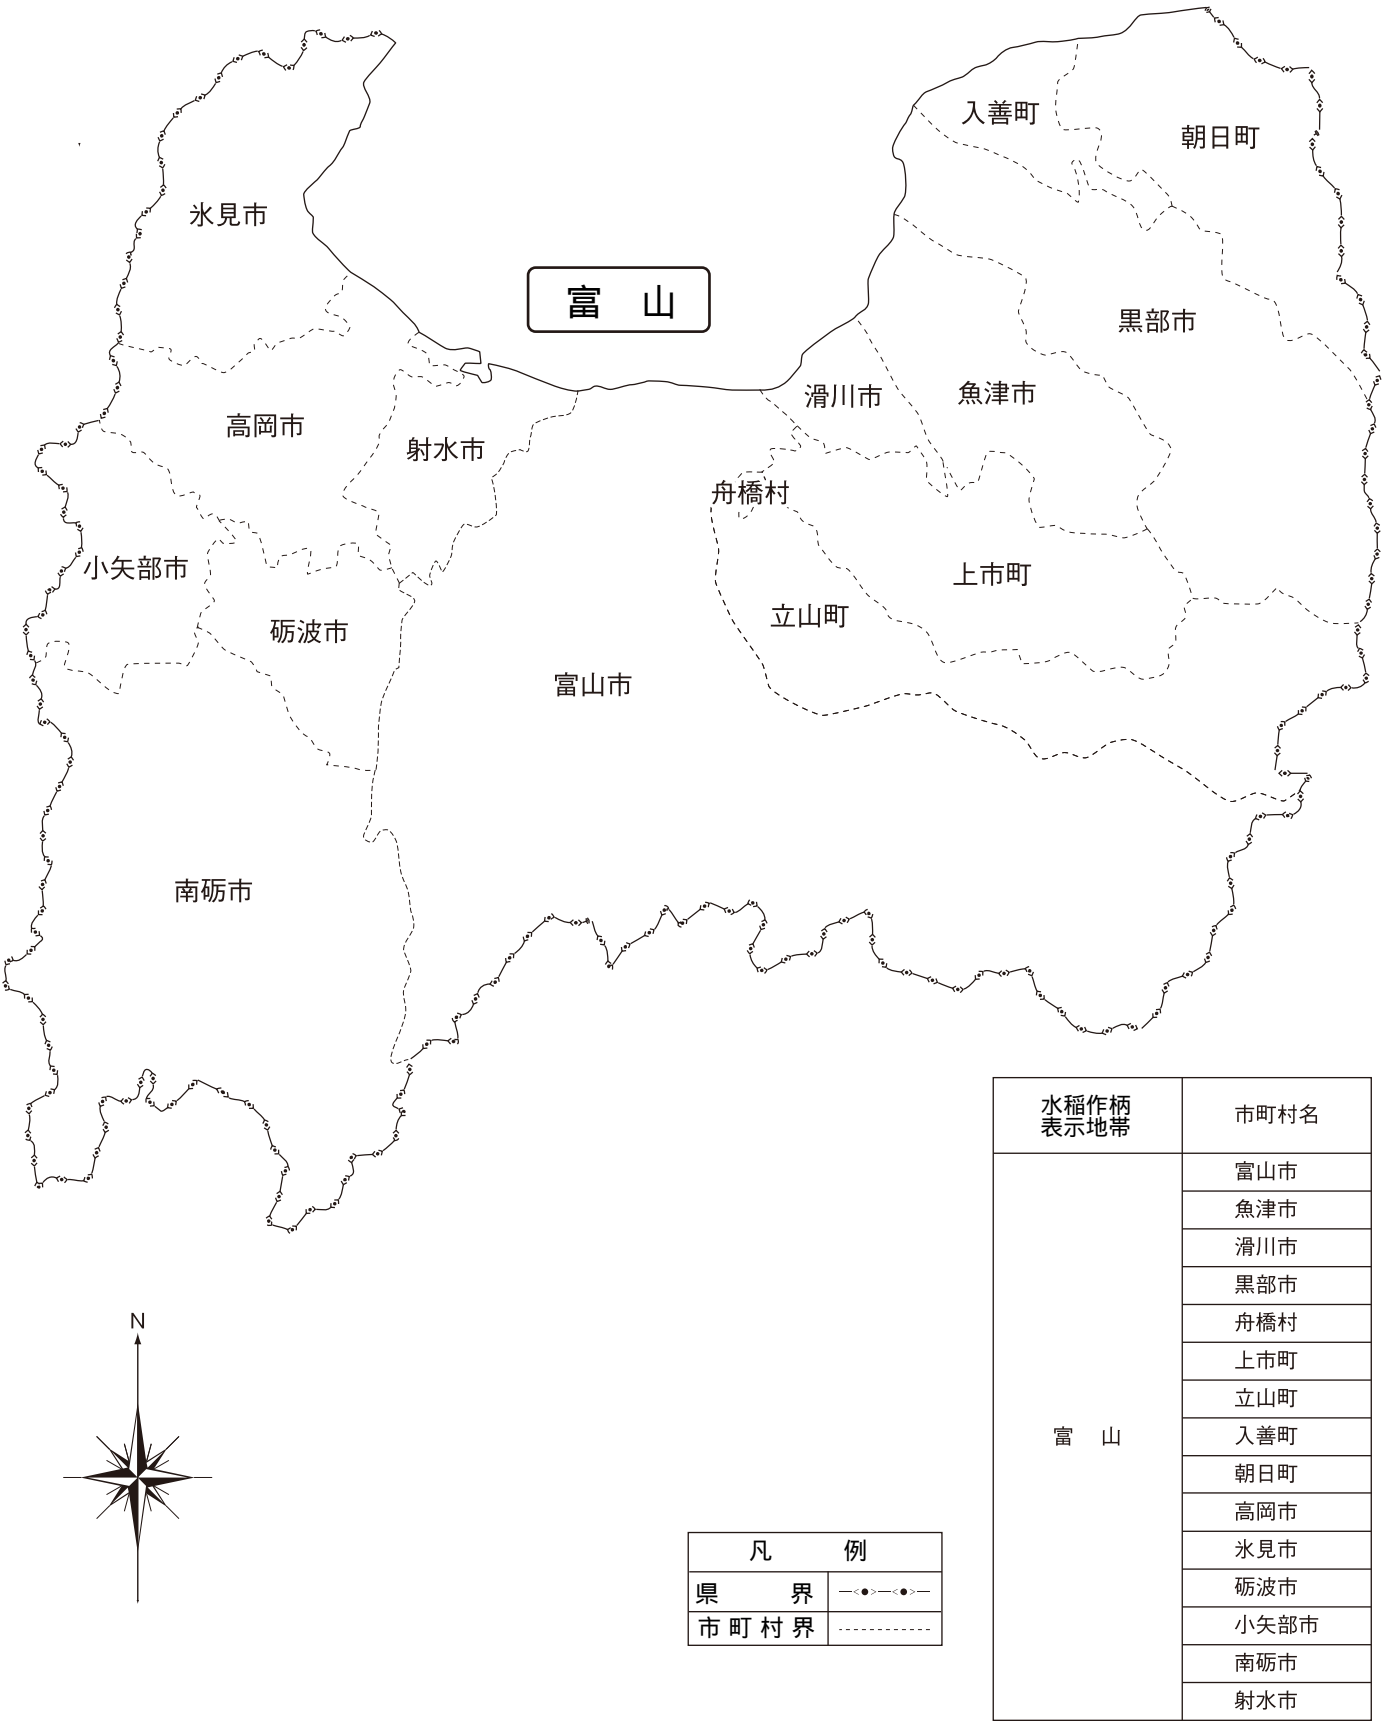 入善町
朝日町
氷見市
富 山
黒部市
滑川市
魚津市
高岡市
射水市
舟橋村
小矢部市
上市町
立山町
砺波市
富山市
南砺市
水稲作柄
表示地帯
市町村名
富山市
魚津市
滑川市
黒部市
舟橋村
上市町
立山町
入善町
富 山
朝日町
高岡市
氷見市
砺波市
小矢部市
南砺市
射水市
N
凡 例
県 界
市町村界